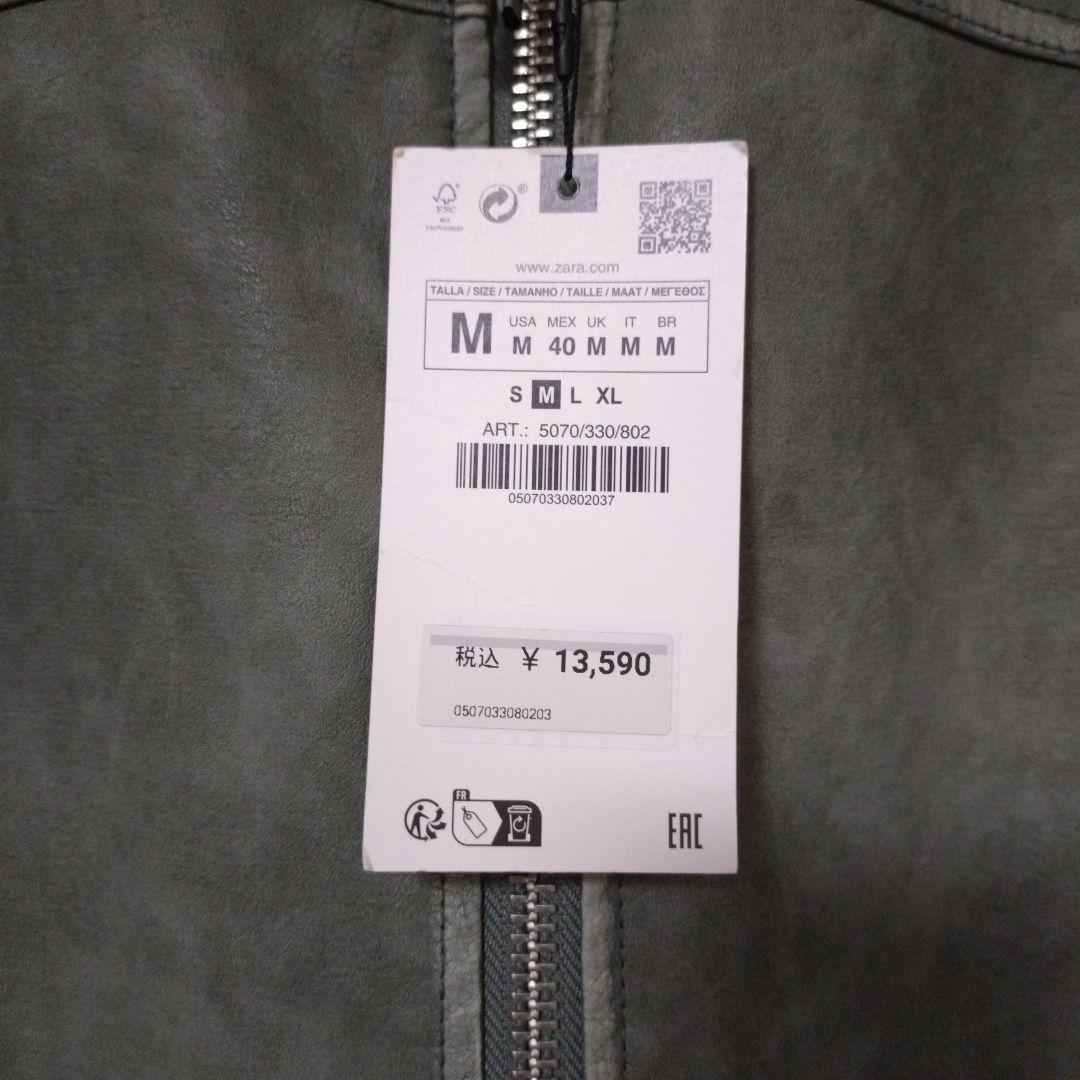 FSC
MIX
®
www.zara.com
TALLA / SIZE / TAMANHO / TAILLE / MAAT / ΜΕΓΕΘΟΣ
USA MEX UK IT BR
M M 40 M M M
S M L XL
ART.: 5070/330/802
05070330802037
税込 ¥ 13,590
0507033080203
FR
EAC